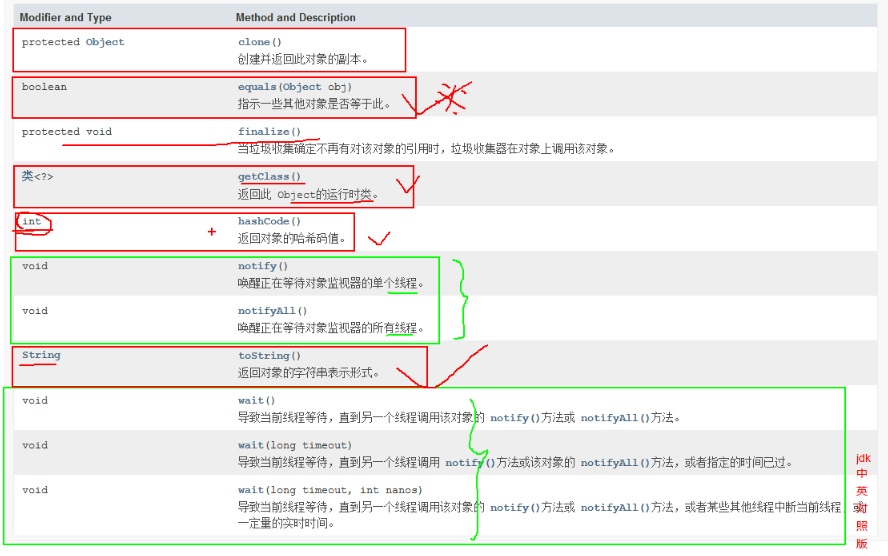 Modifier and Type Method and Description
protected Object clone()
创建并返回此对象的副本。
boolean equals(Object obj)
指示一些其他对象是否等于此。
protected void finalize()
当垃圾收集确定不再有对该对象的引用时，垃圾收集器在对象上调用该对象。
类<?> getClass()
返回此 Object的运行时类。
int + hashCode()
返回对象的哈希码值。
void notify()
唤醒正在等待对象监视器的单个线程。
void notifyAll()
唤醒正在等待对象监视器的所有线程。
String toString()
返回对象的字符串表示形式。
void wait()
导致当前线程等待，直到另一个线程调用该对象的 notify()方法或 notifyAll()方法。
void wait(long timeout)
导致当前线程等待，直到另一个线程调用 notify()方法或该对象的 notifyAll()方法，或者指定的时间已过。
void wait(long timeout, int nanos)
导致当前线程等待，直到另一个线程调用该对象的 notify()方法或 notifyAll()方法，或者某些其他线程中断当前线程，或
一定量的实时时间。
jdk
中
英
对
照
版